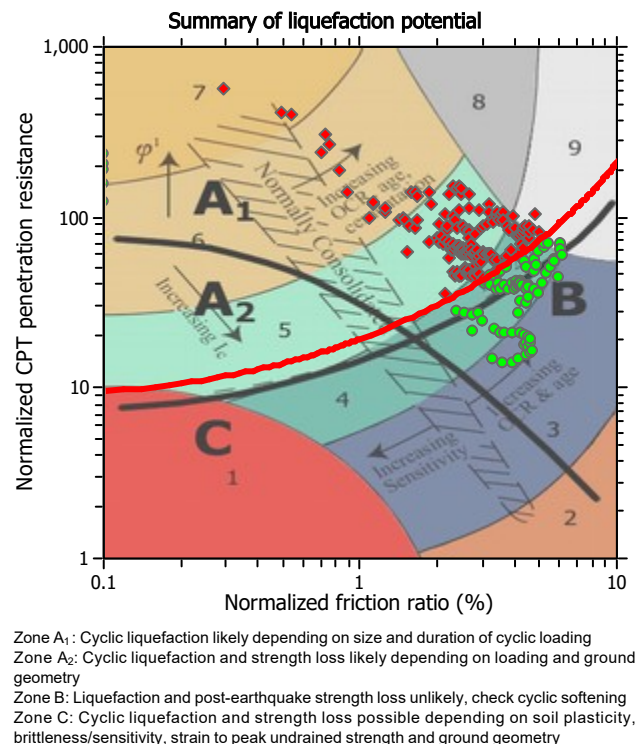 Summary of liquefaction potential
Normalized CPT penetration resistance
1,000
100
10
1
0.1
1
10
Normalized friction ratio (%)
7
8
9
φ¹
A1
6
A2
5
B
4
C
1
3
2
Increasing
OCR, age,
cementation
Normally Consolidated
Increasing Ic
Increasing
OCR & age
Increasing
Sensitivity
Zone A1: Cyclic liquefaction likely depending on size and duration of cyclic loading
Zone A2: Cyclic liquefaction and strength loss likely depending on loading and ground
geometry
Zone B: Liquefaction and post-earthquake strength loss unlikely, check cyclic softening
Zone C: Cyclic liquefaction and strength loss possible depending on soil plasticity,
brittleness/sensitivity, strain to peak undrained strength and ground geometry